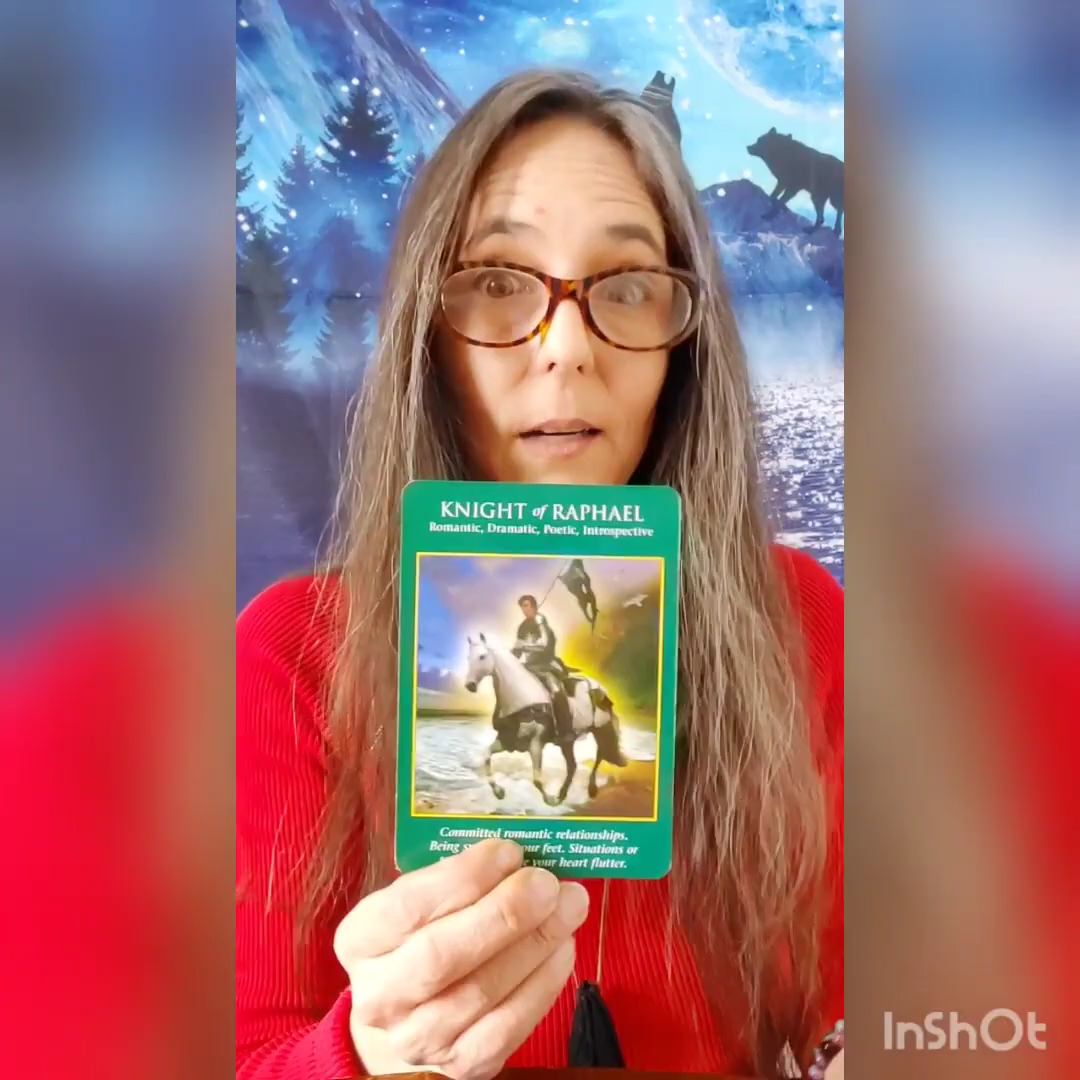 KNIGHT of RAPHAEL
Romantic, Dramatic, Poetic, Introspective
Committed romantic relationships.
Being your feet. Situations or
your heart flutter.
InShOt